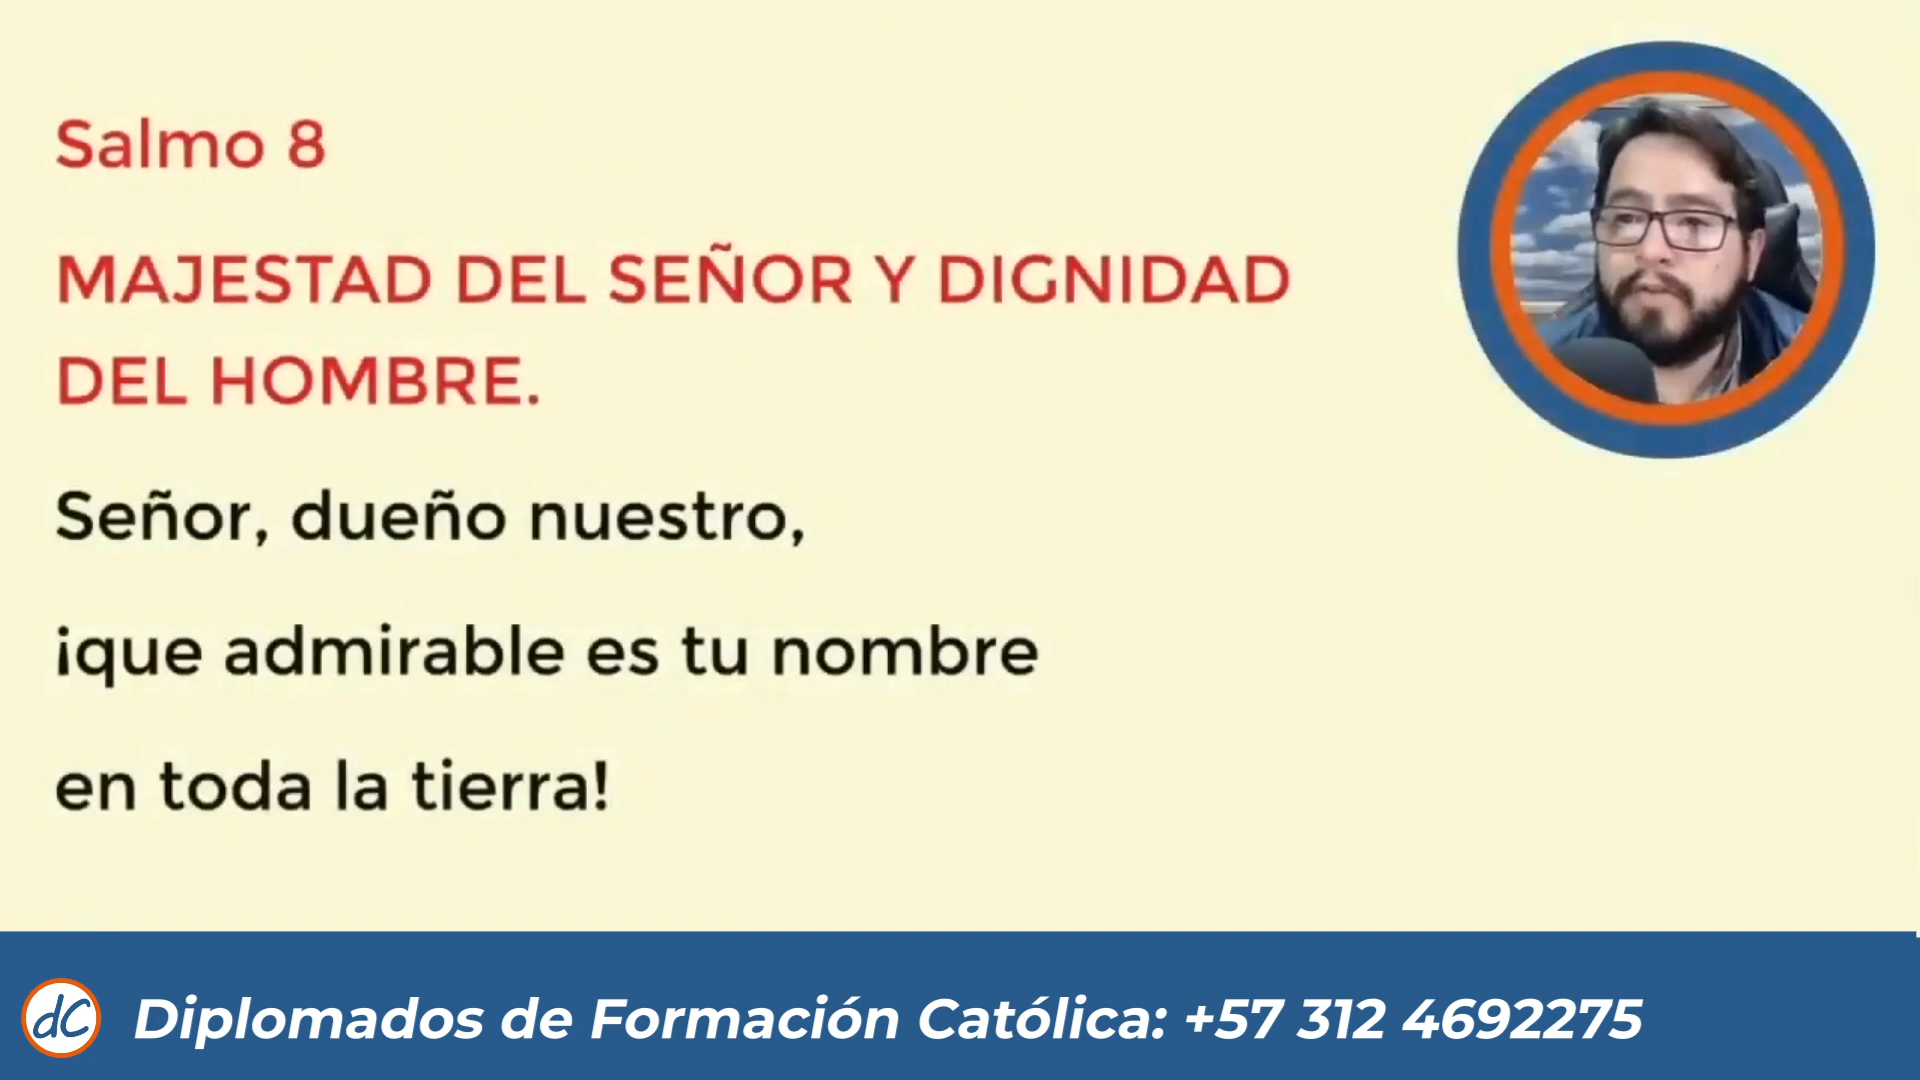 Salmo 8
MAJESTAD DEL SEÑOR Y DIGNIDAD
DEL HOMBRE.
Señor, dueño nuestro,
¡que admirable es tu nombre
en toda la tierra!
dC Diplomados de Formación Católica: +57 312 4692275